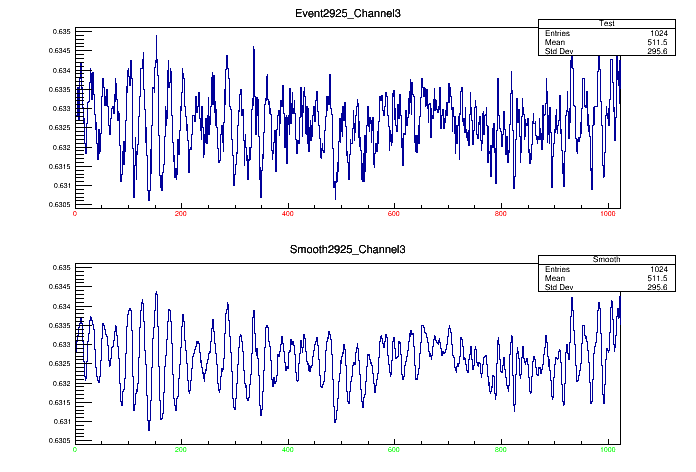 Event2925_Channel3
Test
Entries 1024
Mean 511.5
Std Dev 295.6
0.635
0.634
0.633
0.632
0.631
0.6345
0.6335
0.6325
0.6315
0.6305
0 200 400 600 800 1000
Smooth2925_Channel3
Smooth
Entries 1024
Mean 511.5
Std Dev 295.6
0.635
0.6345
0.634
0.6335
0.633
0.6325
0.632
0.6315
0.631
0.6305
0 200 400 600 800 1000